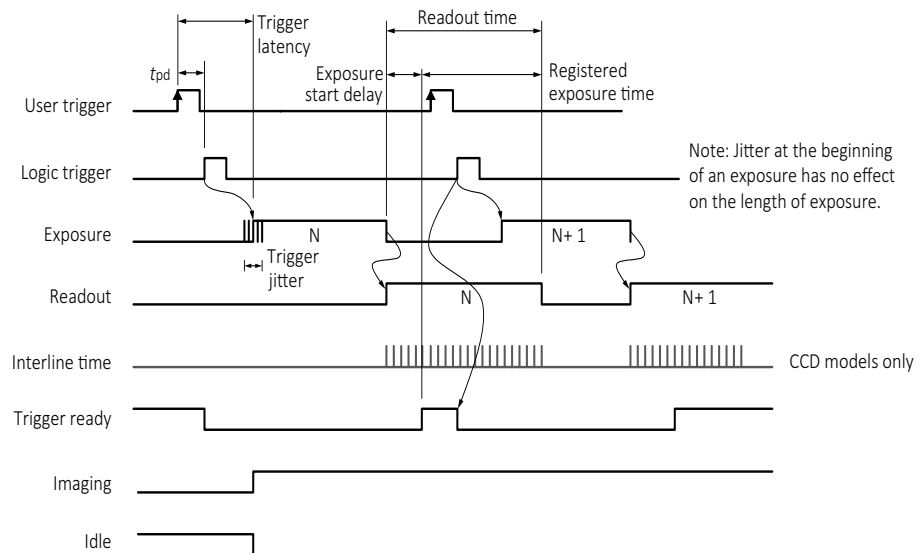 Trigger
latency
Readout time
tpd
Exposure
start delay
Registered
exposure time
User trigger
Logic trigger
Note: Jitter at the beginning
of an exposure has no effect
on the length of exposure.
Exposure
N
N+ 1
Trigger
jitter
Readout
N
N+ 1
Interline time
CCD models only
Trigger ready
Imaging
Idle